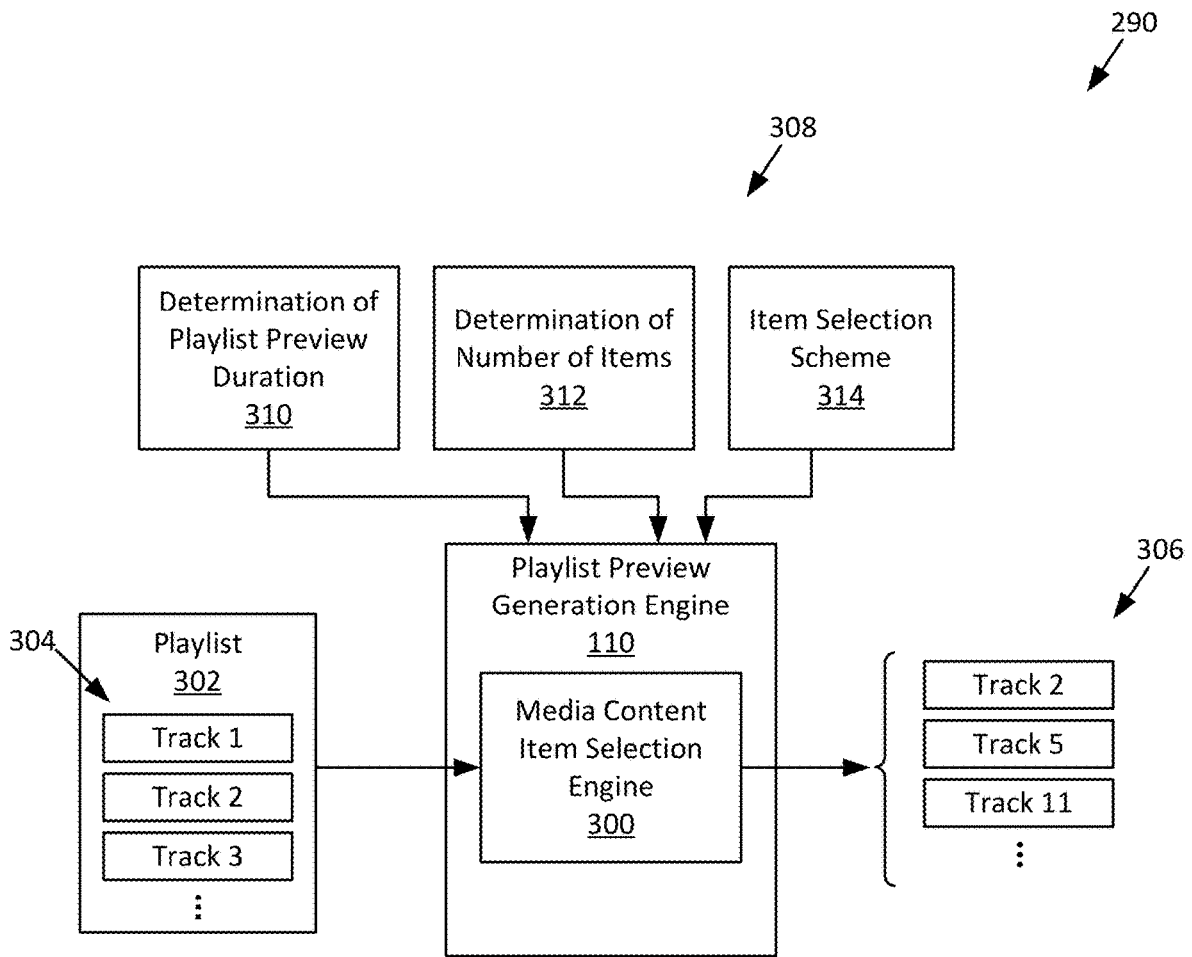 290
308
Determination of
Playlist Preview
Duration
310
Determination of
Number of Items
312
Item Selection
Scheme
314
Playlist Preview
Generation Engine
110
306
304
Playlist
302
Track 1
Track 2
Track 3
Media Content
Item Selection
Engine
300
Track 2
Track 5
Track 11